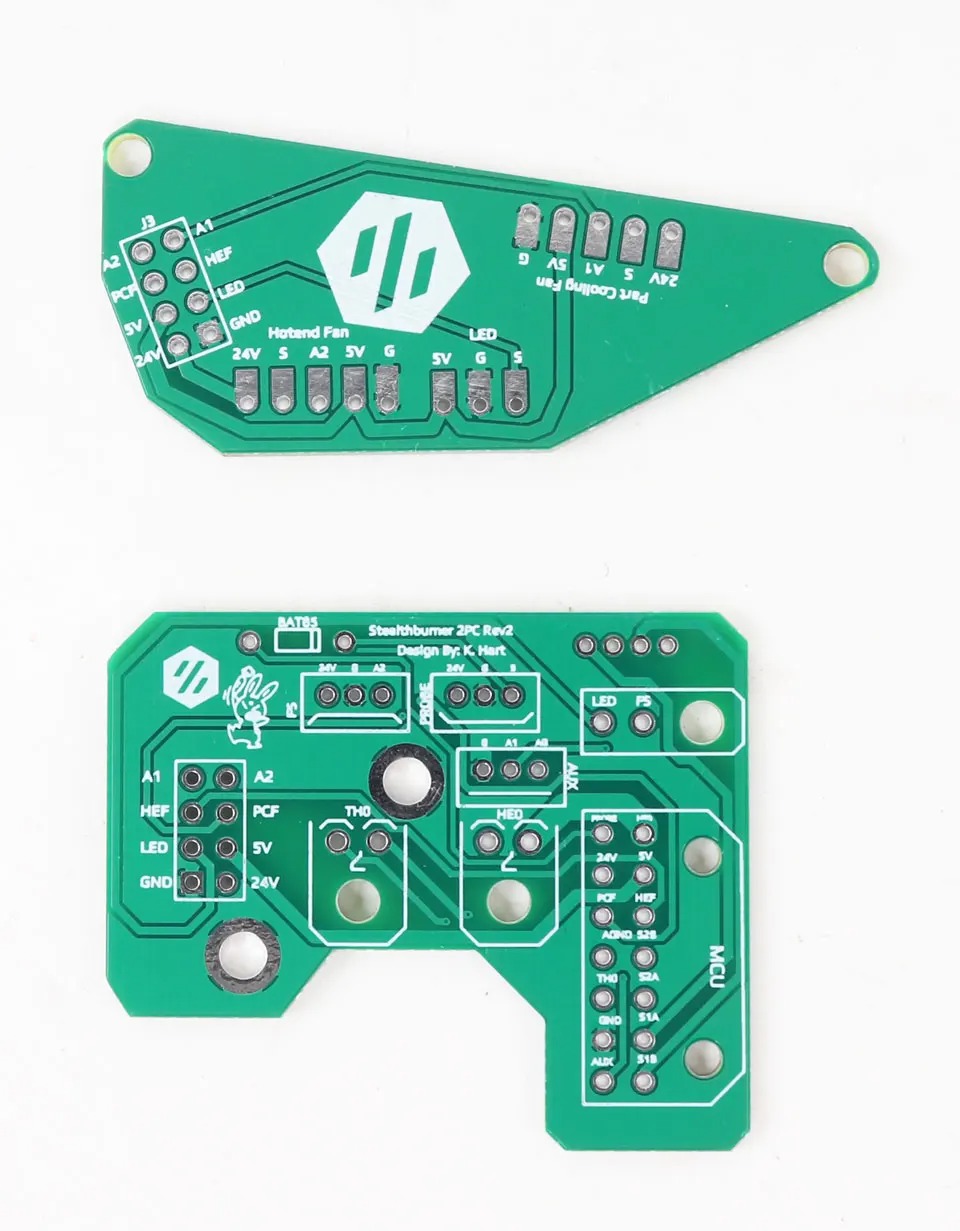 J3
A1
A2
HEF
PCF
LED
5V
GND
24V
Hotend Fan
24V S A2 5V G
LED
5V G S
G 5V A1 S 24V
Part Cooling Fan
BAT85
Stealthburner 2PC Rev2
Design By: K. Hart
24V G A2
FS
24V G S
PROBE
LED FS
G A1 A0
AUX
A1 A2
HEF PCF
LED 5V
GND 24V
TH0
HE0
PROBE
24V 5V
PCF HEF
AGND S2B
TH0 S2A
GND S1A
AUX S1B
MCU